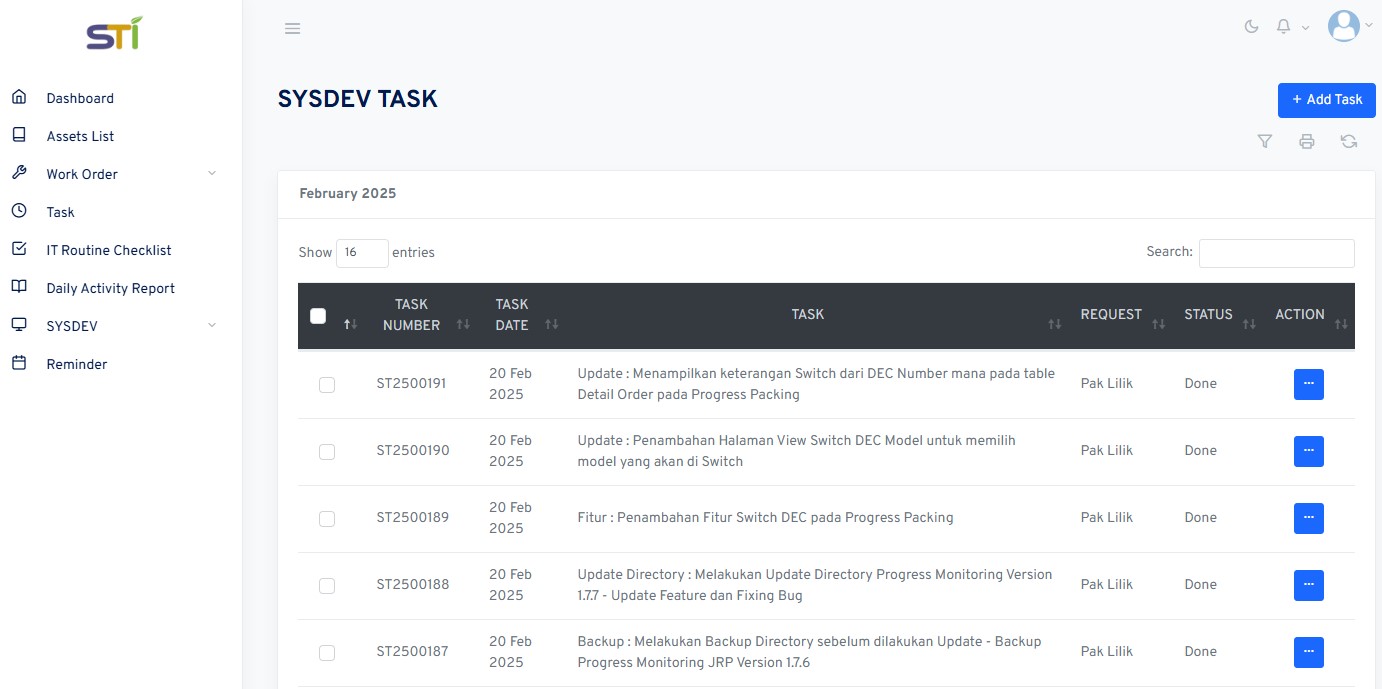 STI
Dashboard
Assets List
Work Order
Task
IT Routine Checklist
Daily Activity Report
SYSDEV
Reminder
SYSDEV TASK
+ Add Task
February 2025
Show 16 entries
Search:
TASK NUMBER
TASK DATE
TASK
REQUEST
STATUS
ACTION
ST2500191
20 Feb
2025
Update : Menampilkan keterangan Switch dari DEC Number mana pada table
Detail Order pada Progress Packing
Pak Lilik
Done
...
ST2500190
20 Feb
2025
Update : Penambahan Halaman View Switch DEC Model untuk memilih
model yang akan di Switch
Pak Lilik
Done
...
ST2500189
20 Feb
2025
Fitur : Penambahan Fitur Switch DEC pada Progress Packing
Pak Lilik
Done
...
ST2500188
20 Feb
2025
Update Directory : Melakukan Update Directory Progress Monitoring Version
1.7.7 - Update Feature dan Fixing Bug
Pak Lilik
Done
...
ST2500187
20 Feb
2025
Backup : Melakukan Backup Directory sebelum dilakukan Update - Backup
Progress Monitoring JRP Version 1.7.6
Pak Lilik
Done
...